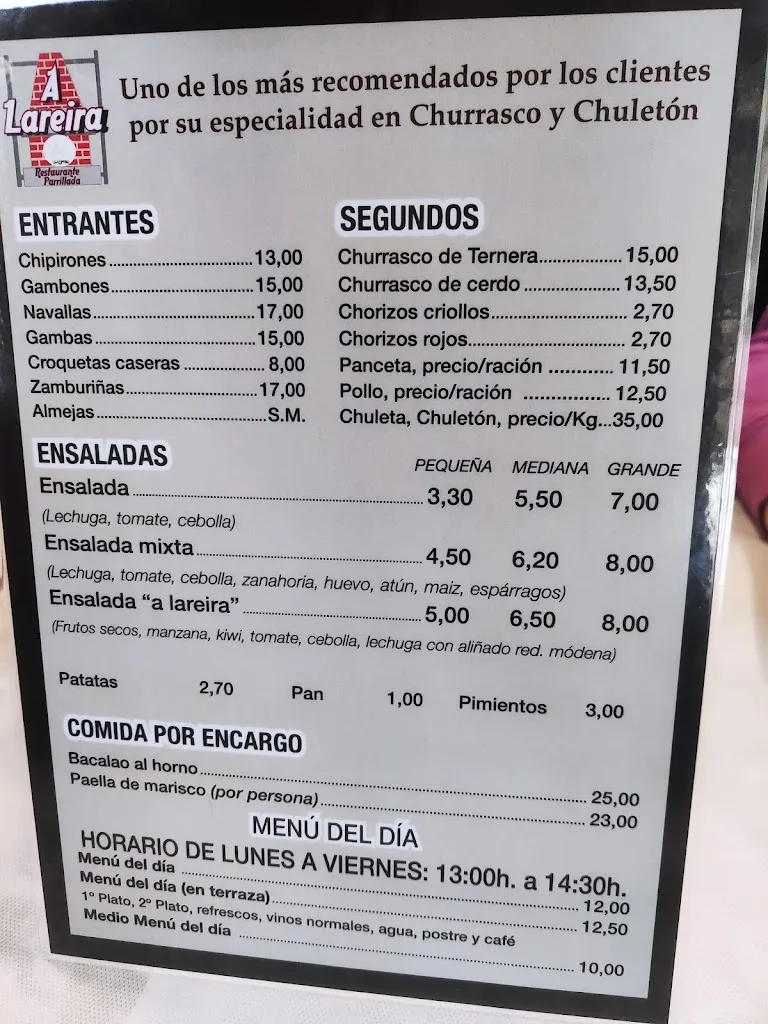 A
Lareira
Restaurante
Parrillada
Uno de los más recomendados por los clientes
por su especialidad en Churrasco y Chuletón
ENTRANTES
Chipirones 13,00
Gambones 15,00
Navallas 17,00
Gambas 15,00
Croquetas caseras 8,00
Zamburiñas 17,00
Almejas S.M.
SEGUNDOS
Churrasco de Ternera 15,00
Churrasco de cerdo 13,50
Chorizos criollos 2,70
Chorizos rojos 2,70
Panceta, precio/ración 11,50
Pollo, precio/ración 12,50
Chuleta, Chuletón, precio/Kg...35,00
ENSALADAS
PEQUEÑA MEDIANA GRANDE
Ensalada 3,30 5,50 7,00
(Lechuga, tomate, cebolla)
Ensalada mixta 4,50 6,20 8,00
(Lechuga, tomate, cebolla, zanahoria, huevo, atún, maiz, espárragos)
Ensalada “a lareira” 5,00 6,50 8,00
(Frutos secos, manzana, kiwi, tomate, cebolla, lechuga con aliñado red. módena)
Patatas 2,70 Pan 1,00 Pimientos 3,00
COMIDA POR ENCARGO
Bacalao al horno 25,00
Paella de marisco (por persona) 23,00
MENÚ DEL DÍA
HORARIO DE LUNES A VIERNES: 13:00h. a 14:30h.
Menú del día 12,00
Menú del día (en terraza) 12,50
1º Plato, 2º Plato, refrescos, vinos normales, agua, postre y café
Medio Menú del día 10,00